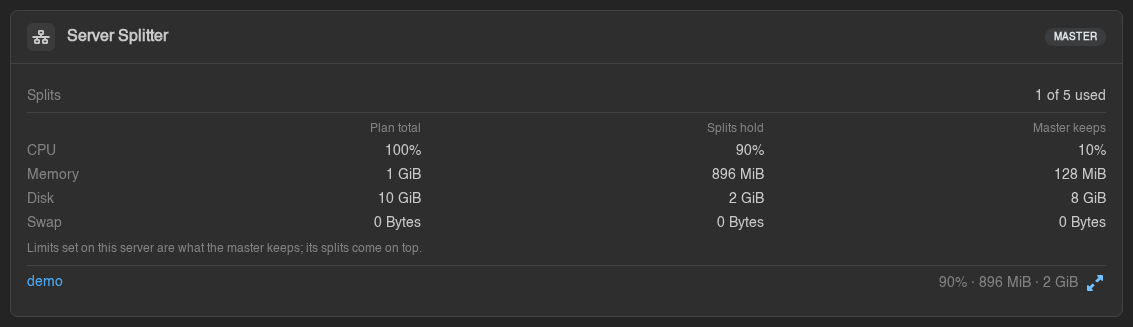 Server Splitter MASTER
Splits 1 of 5 used
Plan total Splits hold Master keeps
CPU 100% 90% 10%
Memory 1 GiB 896 MiB 128 MiB
Disk 10 GiB 2 GiB 8 GiB
Swap 0 Bytes 0 Bytes 0 Bytes
Limits set on this server are what the master keeps; its splits come on top.
demo 90% · 896 MiB · 2 GiB